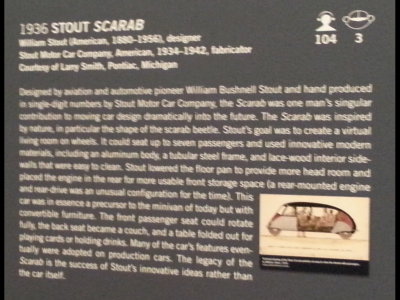 1936 STOUT SCARAB
William Stout (American, 1880–1956), designer
Stout Motor Car Company, American, 1934–1942, fabricator
Courtesy of Larry Smith, Pontiac, Michigan
104 3
Designed by aviation and automotive pioneer William Bushnell Stout and hand produced
in single-digit numbers by Stout Motor Car Company, the Scarab was one man's singular
contribution to moving car design dramatically into the future. The Scarab was inspired
by nature, in particular the shape of the scarab beetle. Stout's goal was to create a virtual
living room on wheels. It could seat up to seven passengers and used innovative modern
materials, including an aluminum body, a tubular steel frame, and lace-wood interior side-
walls that were easy to clean. Stout lowered the floor pan to provide more head room and
placed the engine in the rear for more usable front storage space (a rear-mounted engine
and rear-drive was an unusual configuration for the time). This
car was in essence a precursor to the minivan of today but with
convertible furniture. The front passenger seat could rotate
fully, the back seat became a couch, and a table folded out for
playing cards or holding drinks. Many of the car's features even-
tually were adopted on production cars. The legacy of the
Scarab is the success of Stout's innovative ideas rather than
the car itself.